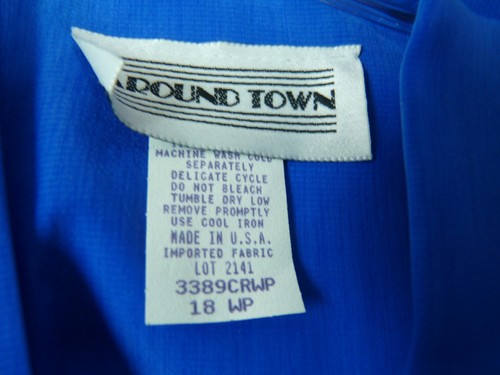 AROUND TOWN
MACHINE WASH COLD
SEPARATELY
DELICATE CYCLE
DO NOT BLEACH
TUMBLE DRY LOW
REMOVE PROMPTLY
USE COOL IRON
MADE IN U.S.A.
IMPORTED FABRIC
LOT 2141
3389CRWP
18 WP